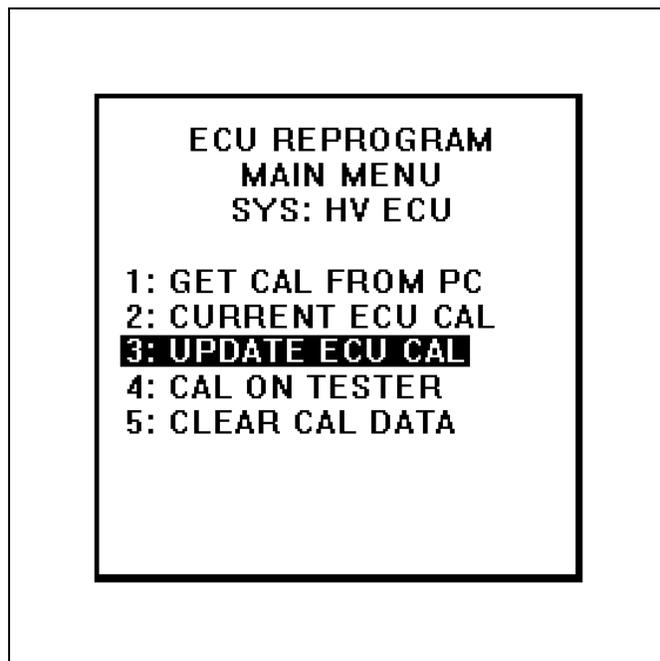 ECU REPROGRAM
MAIN MENU
SYS: HV ECU
1: GET CAL FROM PC
2: CURRENT ECU CAL
3: UPDATE ECU CAL
4: CAL ON TESTER
5: CLEAR CAL DATA